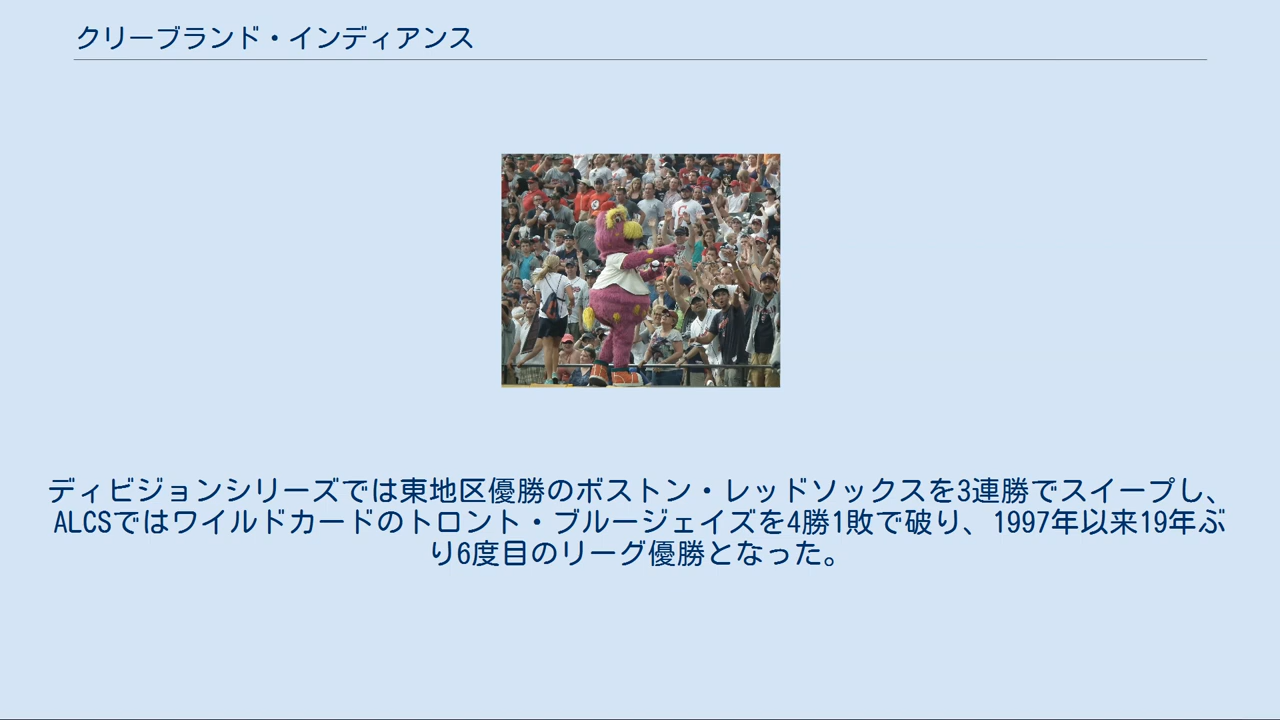 クリーブランド・インディアンス
ディビジョンシリーズでは東地区優勝のボストン・レッドソックスを3連勝でスイープし、
ALCSではワイルドカードのトロント・ブルージェイズを4勝1敗で破り、1997年以来19年ぶ
り6度目のリーグ優勝となった。